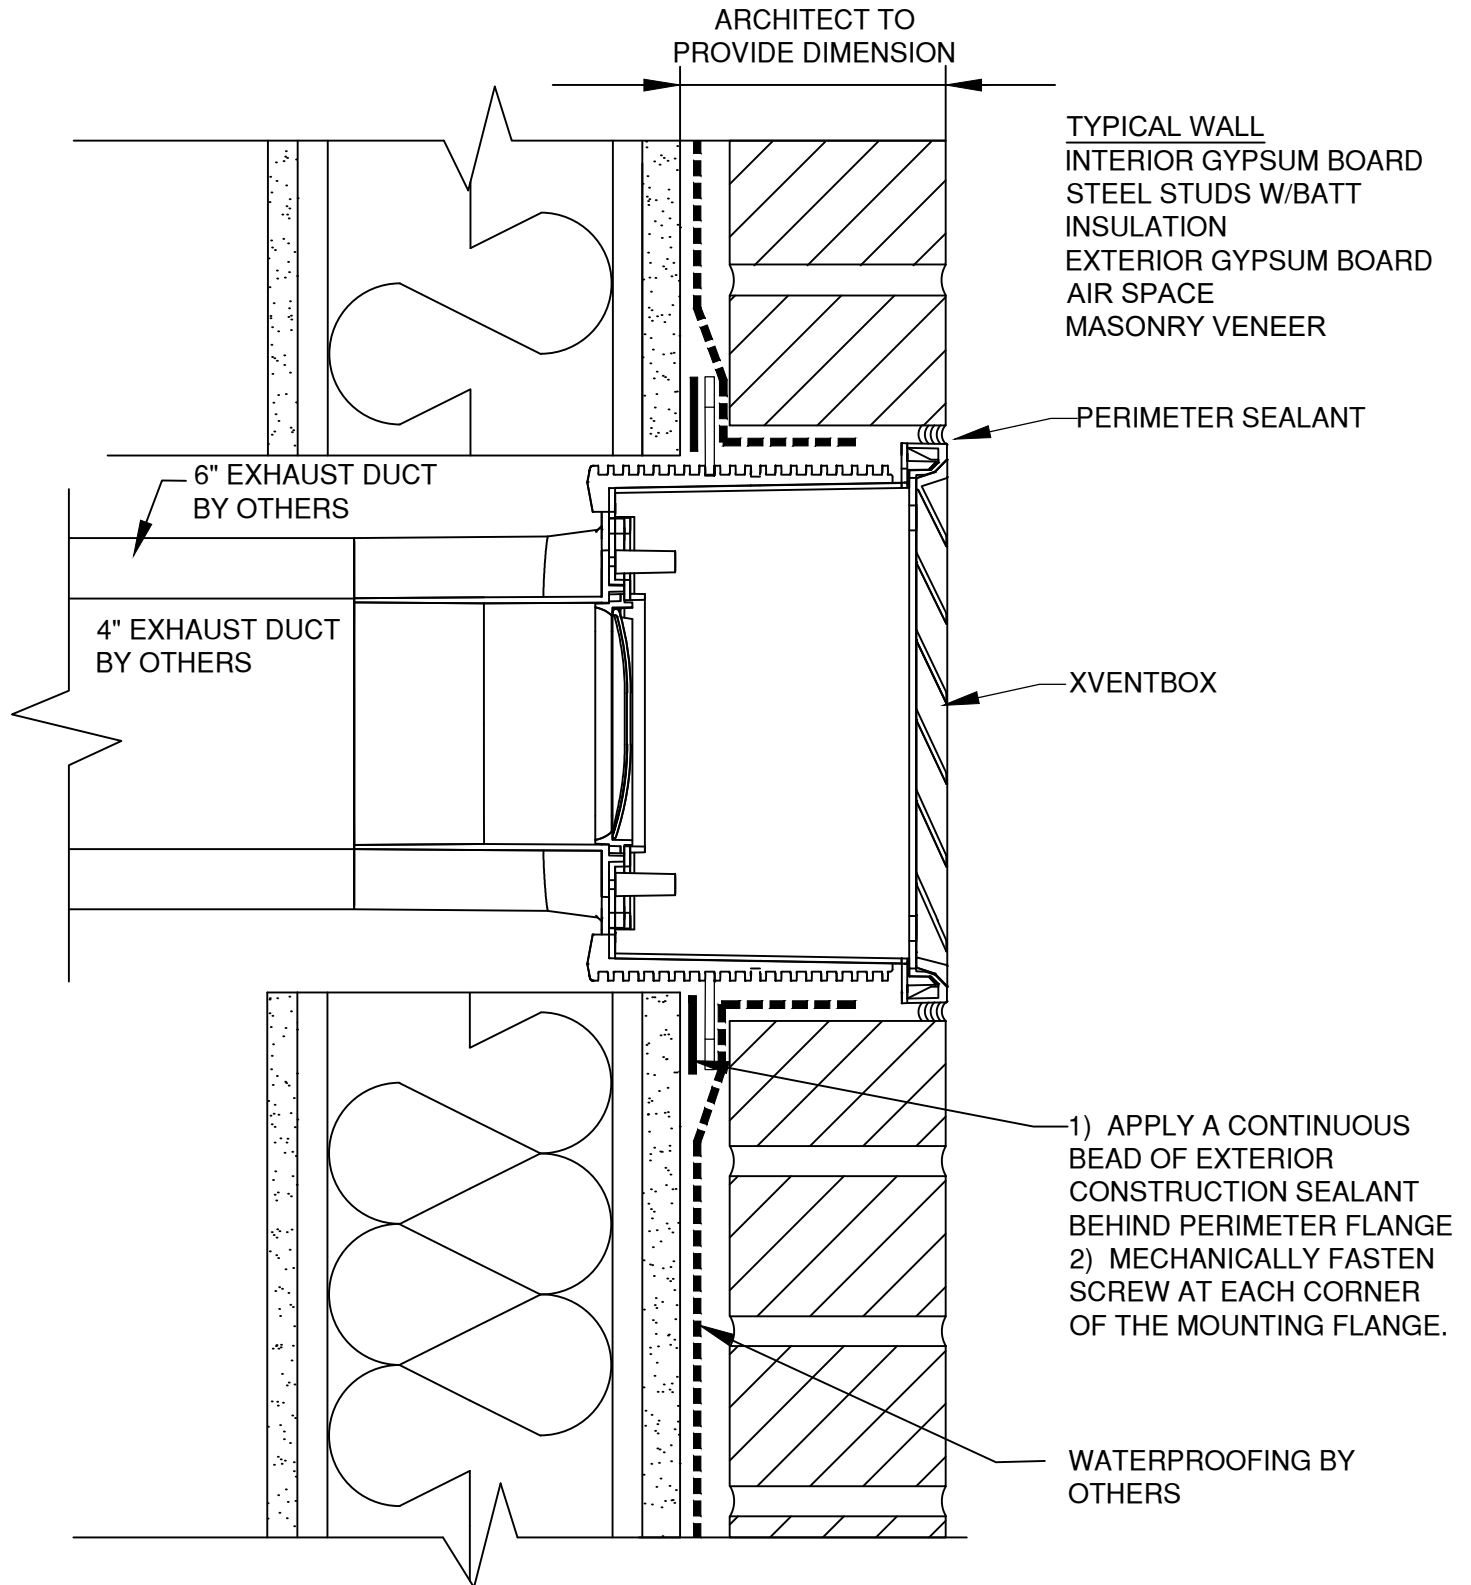 ARCHITECT TO
PROVIDE DIMENSION
TYPICAL WALL
INTERIOR GYPSUM BOARD
STEEL STUDS W/BATT
INSULATION
EXTERIOR GYPSUM BOARD
AIR SPACE
MASONRY VENEER
PERIMETER SEALANT
6" EXHAUST DUCT
BY OTHERS
4" EXHAUST DUCT
BY OTHERS
XVENTBOX
1) APPLY A CONTINUOUS
BEAD OF EXTERIOR
CONSTRUCTION SEALANT
BEHIND PERIMETER FLANGE
2) MECHANICALLY FASTEN
SCREW AT EACH CORNER
OF THE MOUNTING FLANGE.
WATERPROOFING BY
OTHERS